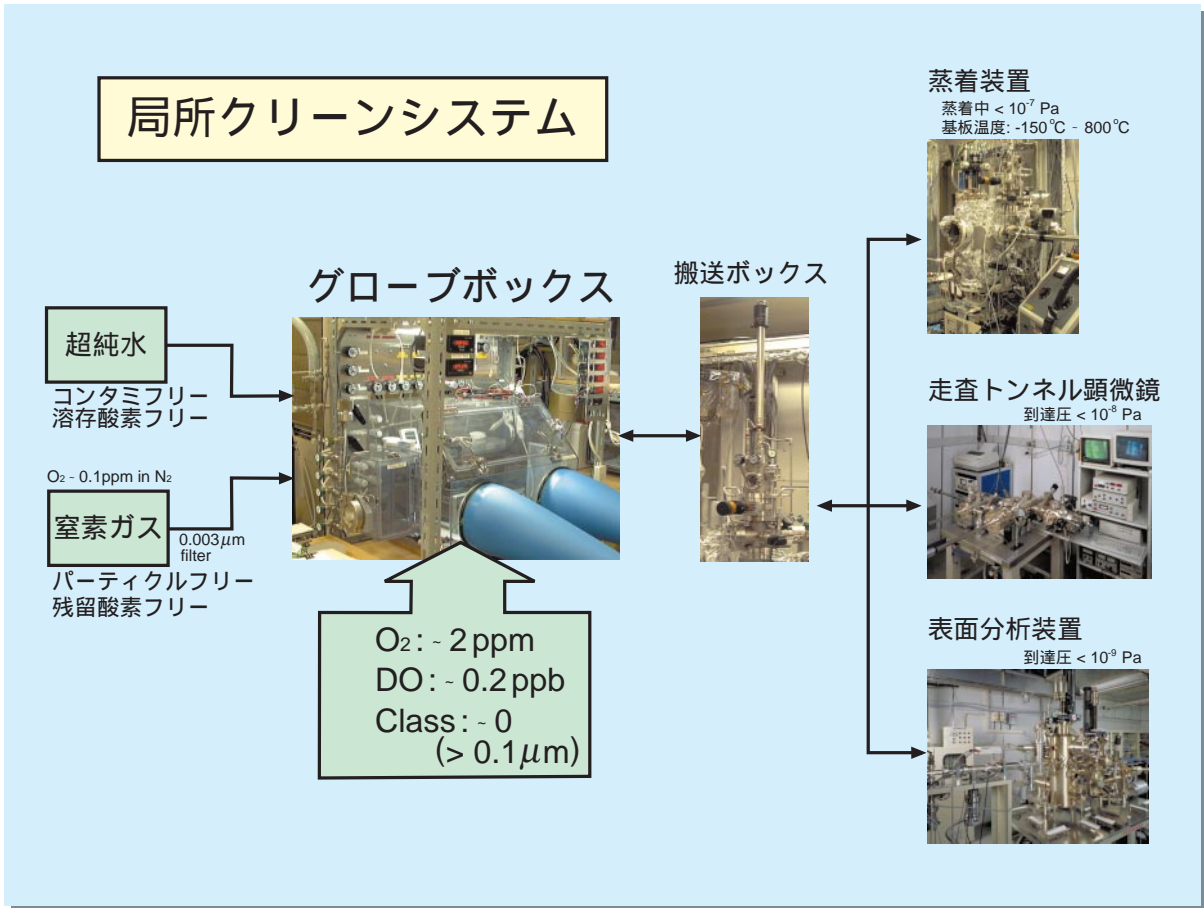 局所クリーンシステム
蒸着装置
蒸着中 < 10⁻⁷ Pa
基板温度: -150℃ - 800℃
グローブボックス
搬送ボックス
超純水
コンタミフリー
溶存酸素フリー
O₂ - 0.1ppm in N₂
窒素ガス
0.003μm
filter
パーティクルフリー
残留酸素フリー
O₂ : ~ 2 ppm
DO : ~ 0.2 ppb
Class : ~ 0
(> 0.1μm)
走査トンネル顕微鏡
到達圧 < 10⁻⁸ Pa
表面分析装置
到達圧 < 10⁻⁹ Pa